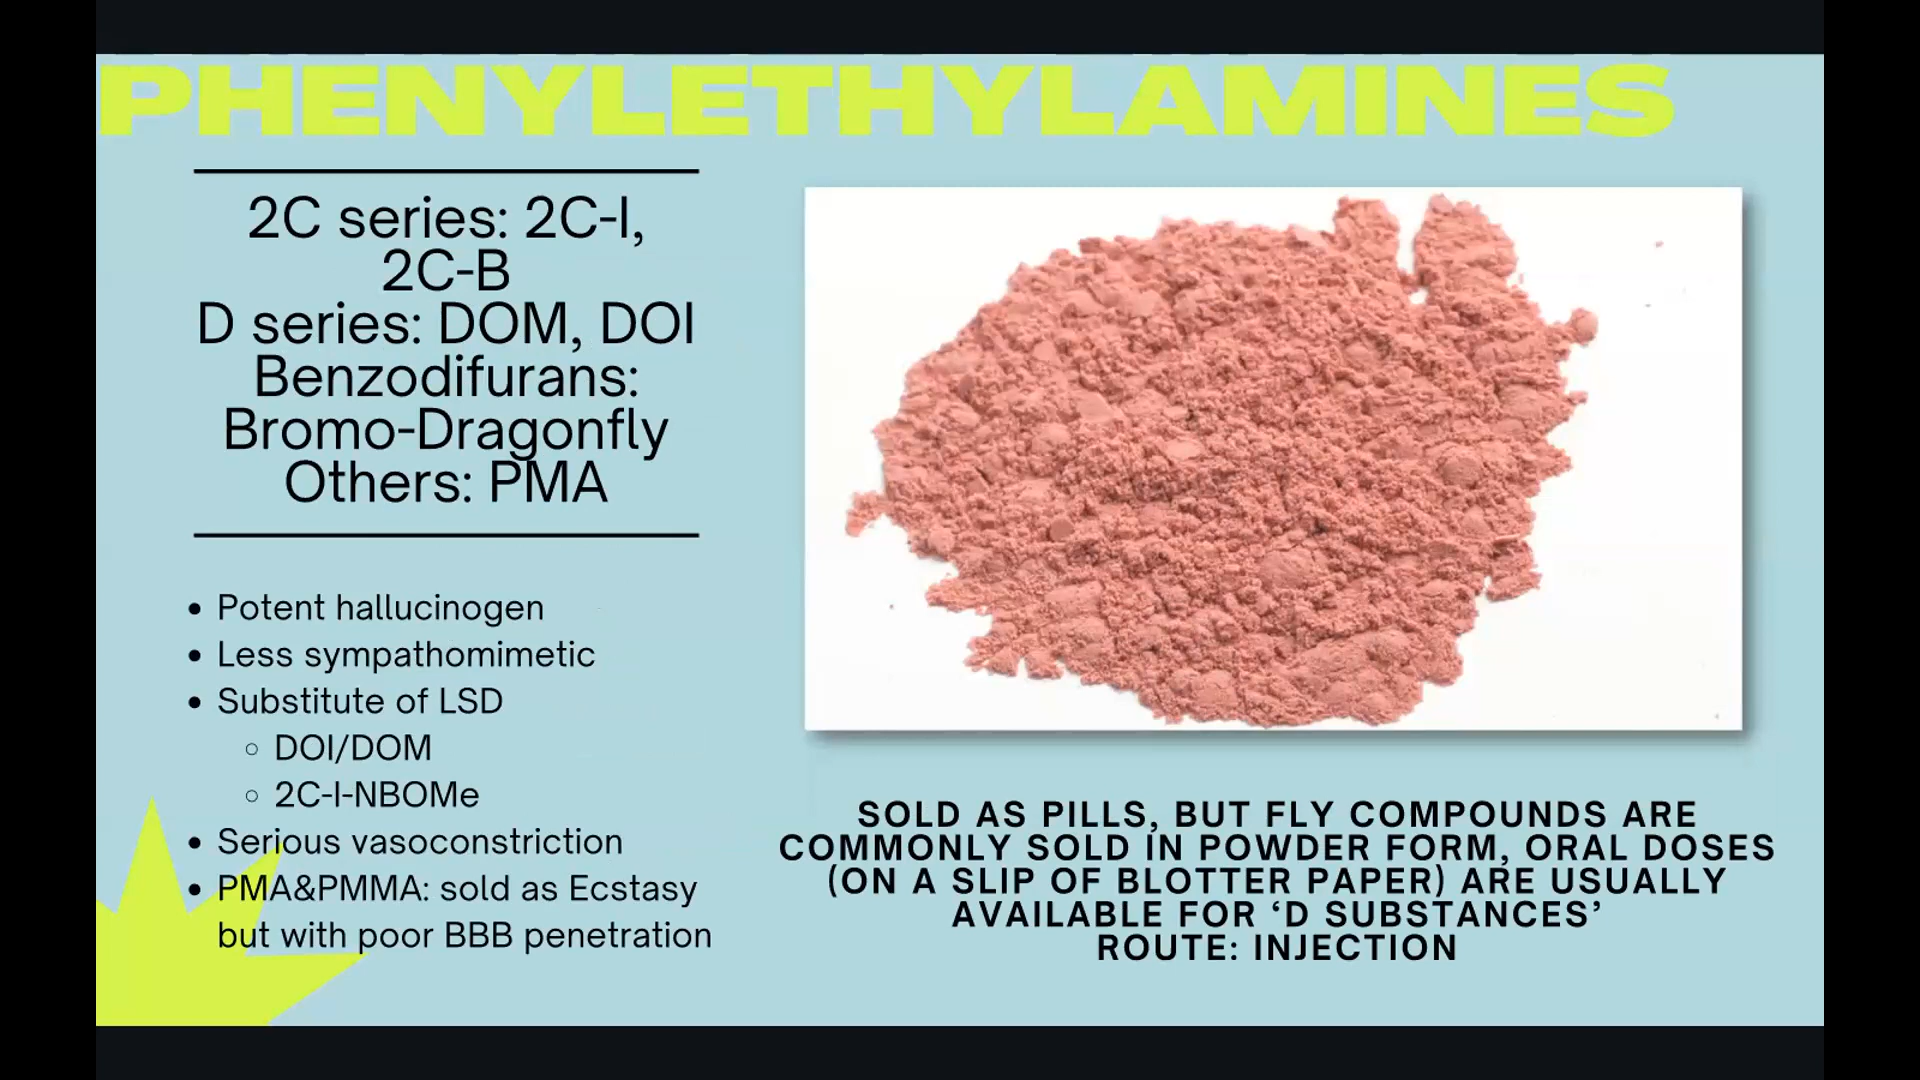 PHENYLETHYLAMINES
2C series: 2C-I,
2C-B
D series: DOM, DOI
Benzodifurans:
Bromo-Dragonfly
Others: PMA
• Potent hallucinogen
• Less sympathomimetic
• Substitute of LSD
○ DOI/DOM
○ 2C-I-NBOMe
• Serious vasoconstriction
• PMA&PMMA: sold as Ecstasy
but with poor BBB penetration
SOLD AS PILLS, BUT FLY COMPOUNDS ARE
COMMONLY SOLD IN POWDER FORM, ORAL DOSES
(ON A SLIP OF BLOTTER PAPER) ARE USUALLY
AVAILABLE FOR ‘D SUBSTANCES’
ROUTE: INJECTION